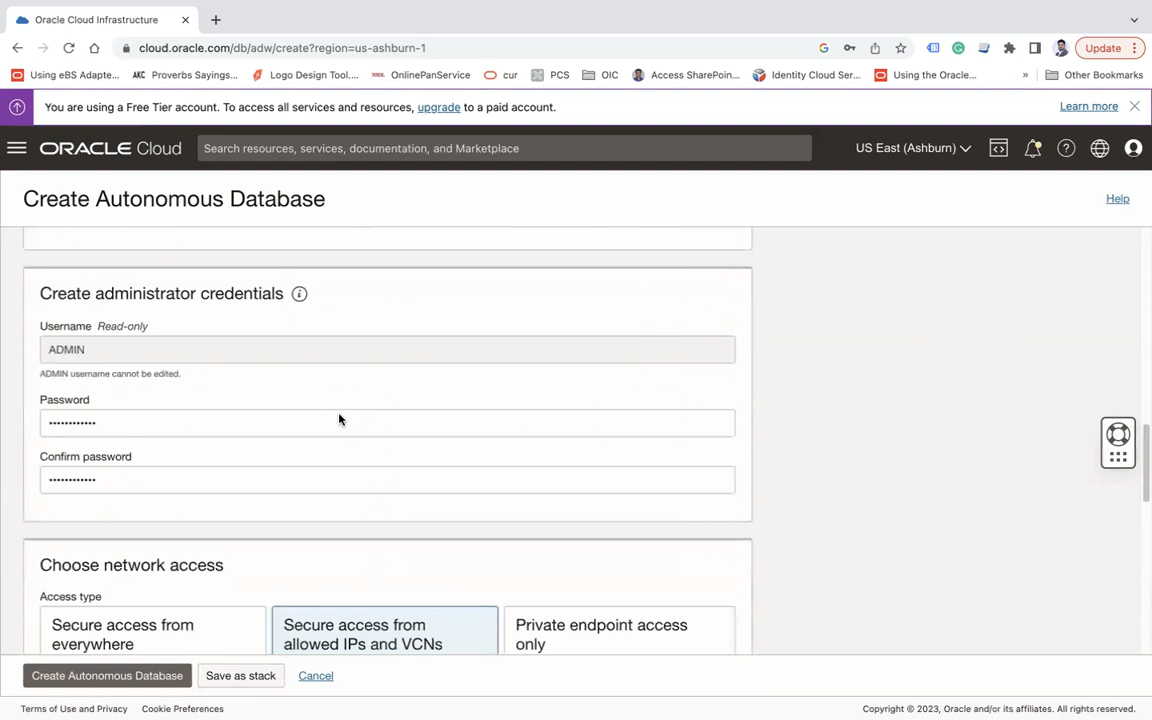 Oracle Cloud Infrastructure
cloud.oracle.com/db/adw/create?region=us-ashburn-1
Update
Using eBS Adapte... AKC Proverbs Sayings... Logo Design Tool.... OnlinePanService cur PCS OIC Access SharePoin... Identity Cloud Ser... Using the Oracle... » Other Bookmarks
You are using a Free Tier account. To access all services and resources, upgrade to a paid account. Learn more
ORACLE Cloud Search resources, services, documentation, and Marketplace US East (Ashburn)
Create Autonomous Database Help
Create administrator credentials
Username Read-only
ADMIN
ADMIN username cannot be edited.
Password
••••••••••••
Confirm password
••••••••••••
Choose network access
Access type
Secure access from everywhere
Secure access from allowed IPs and VCNs
Private endpoint access only
Create Autonomous Database Save as stack Cancel
Terms of Use and Privacy Cookie Preferences Copyright © 2023, Oracle and/or its affiliates. All rights reserved.